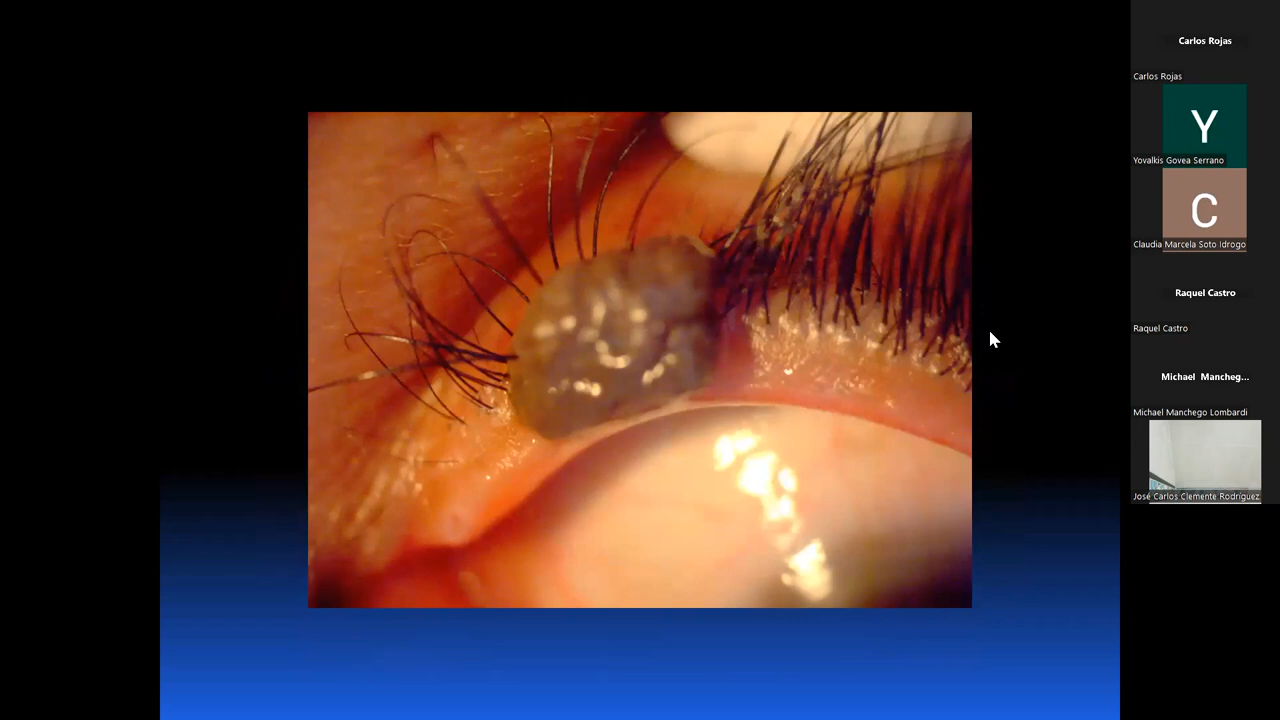 Carlos Rojas
Carlos Rojas
Y
Yovalkis Govea Serrano
C
Claudia Marcela Soto Idrogo
Raquel Castro
Raquel Castro
Michael Mancheg...
Michael Manchego Lombardi
José Carlos Clemente Rodríguez